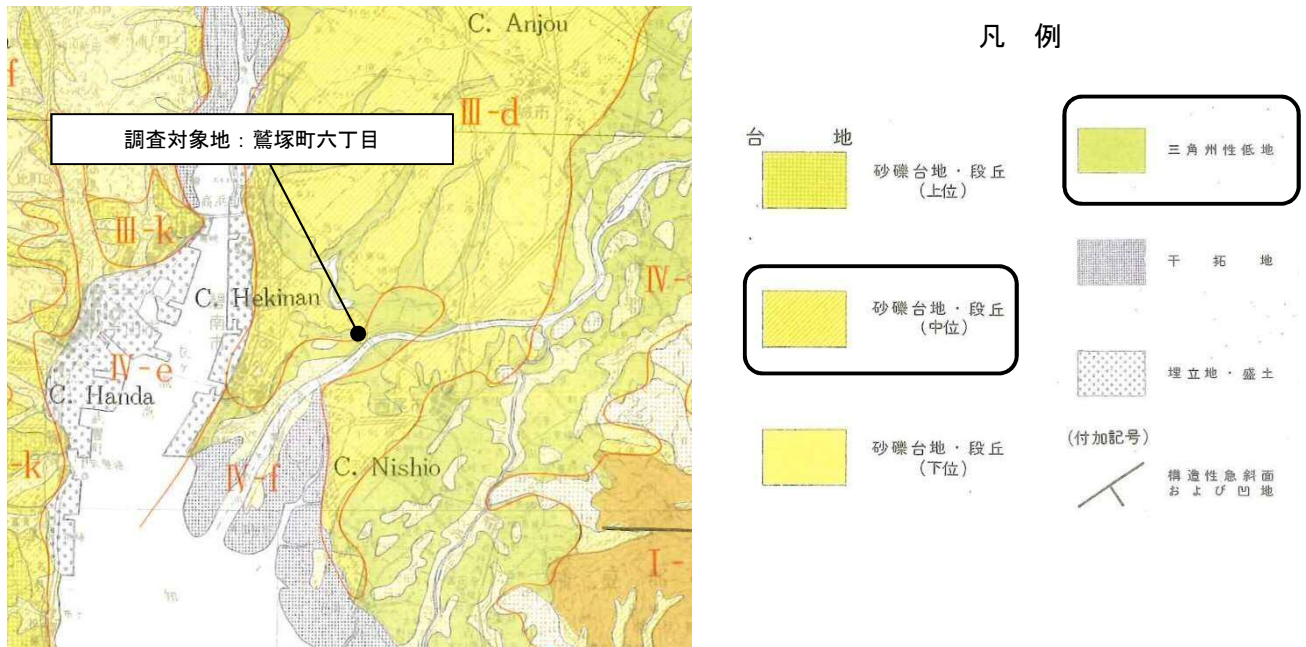 C. Anjou
f
III-d
調査対象地：鷲塚町六丁目
III-k
C. Hekinan
IV-
IV-e
C. Handa
-k
IV-f
C. Nishio
I-
凡 例
台 地
砂礫台地・段丘
(上位)
砂礫台地・段丘
(中位)
砂礫台地・段丘
(下位)
三角州性低地
干 拓 地
埋立地・盛土
(付加記号)
構造性急斜面
および凹地